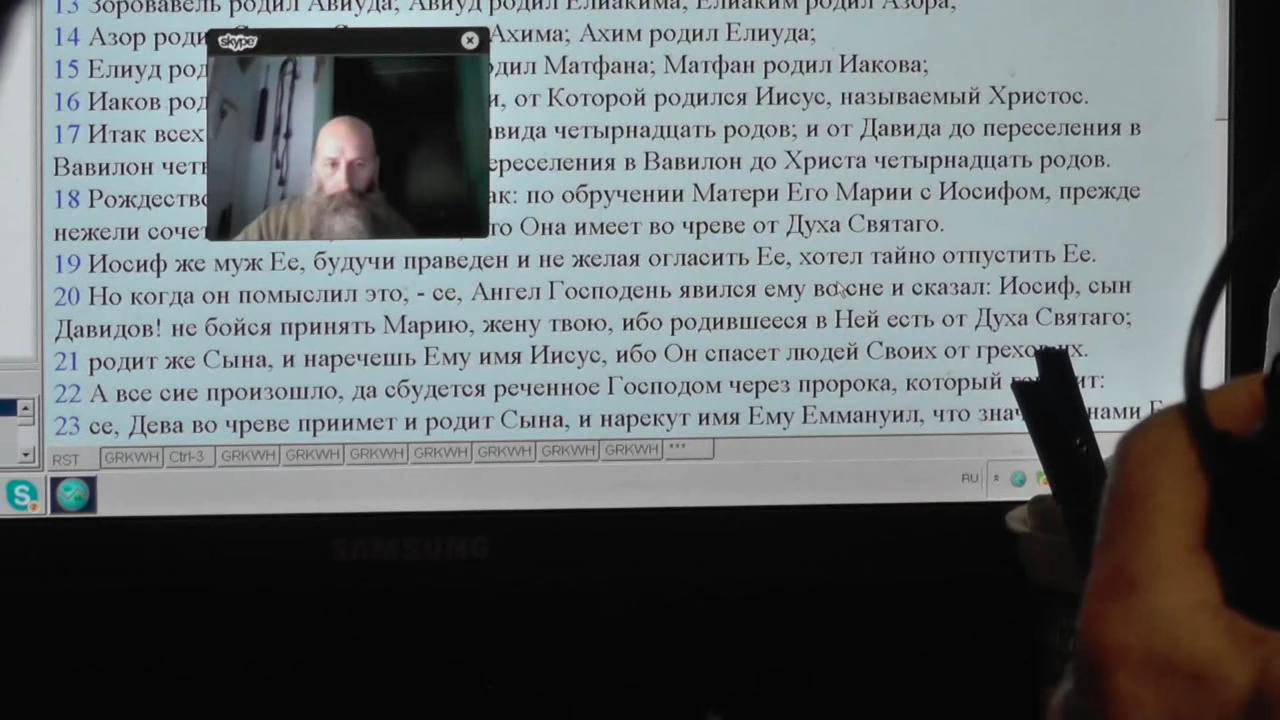 13 Зоровавель родил Авиуда; Авиуд родил Елиакима; Елиаким родил Азора;
14 Азор роди Ахима; Ахим родил Елиуда;
skype
15 Елиуд род одил Матфана; Матфан родил Иакова;
16 Иаков род и, от Которой родился Иисус, называемый Христос.
17 Итак всех авида четырнадцать родов; и от Давида до переселения в
Вавилон чет ереселения в Вавилон до Христа четырнадцать родов.
18 Рождество ак: по обручении Матери Его Марии с Иосифом, прежде
нежели сочет то Она имеет во чреве от Духа Святаго.
19 Иосиф же муж Ее, будучи праведен и не желая огласить Ее, хотел тайно отпустить Ее.
20 Но когда он помыслил это, - се, Ангел Господень явился ему во сне и сказал: Иосиф, сын
Давидов! не бойся принять Марию, жену твою, ибо родившееся в Ней есть от Духа Святаго;
21 родит же Сына, и наречешь Ему имя Иисус, ибо Он спасет людей Своих от грехов их.
22 А все сие произошло, да сбудется реченное Господом через пророка, который
23 се, Дева во чреве приимет и родит Сына, и нарекут имя Ему Еммануил, что знач нами
RST GRKWH Ctrl-3 GRKWH GRKWH GRKWH GRKWH GRKWH GRKWH GRKWH ***
RU
SAMSUNG